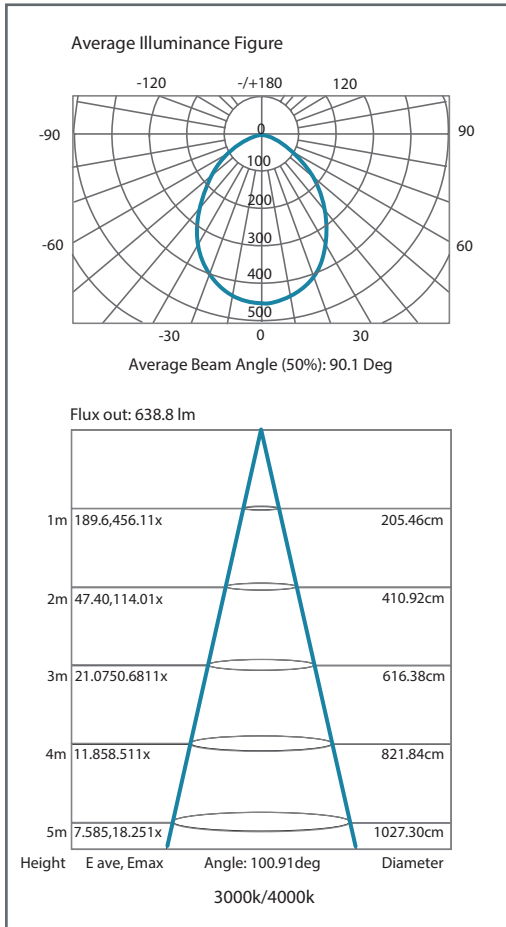 Average Illuminance Figure
-120 -/+180 120
-90 0 90
100
200
-60 300 60
400
500
-30 0 30
Average Beam Angle (50%): 90.1 Deg
Flux out: 638.8 lm
1m 189.6,456.11x 205.46cm
2m 47.40,114.01x 410.92cm
3m 21.0750.6811x 616.38cm
4m 11.858.511x 821.84cm
5m 7.585,18.251x 1027.30cm
Height E ave, Emax Angle: 100.91deg Diameter
3000k/4000k